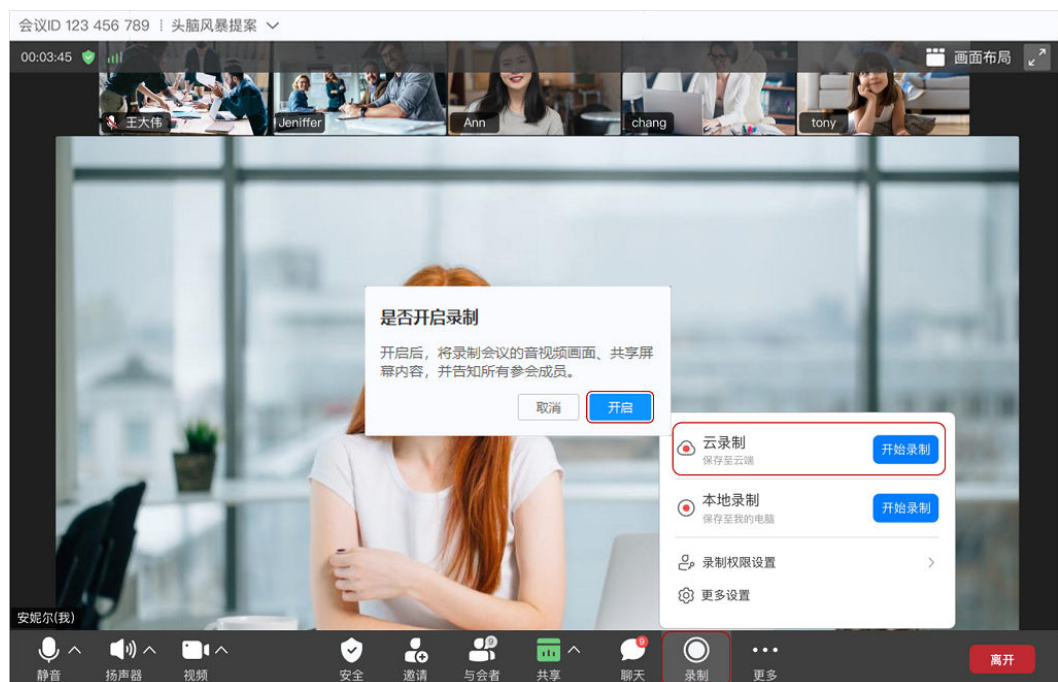 会议ID 123 456 789 ⁝ 头脑风暴提案
00:03:45
画面布局
王大伟
Jeniffer
Ann
chang
tony
是否开启录制
开启后，将录制会议的音视频画面、共享屏
幕内容，并告知所有参会成员。
取消
开启
云录制
保存至云端
开始录制
本地录制
保存至我的电脑
开始录制
录制权限设置
更多设置
安妮尔(我)
静音
扬声器
视频
安全
邀请
9
与会者
共享
9
聊天
录制
更多
离开